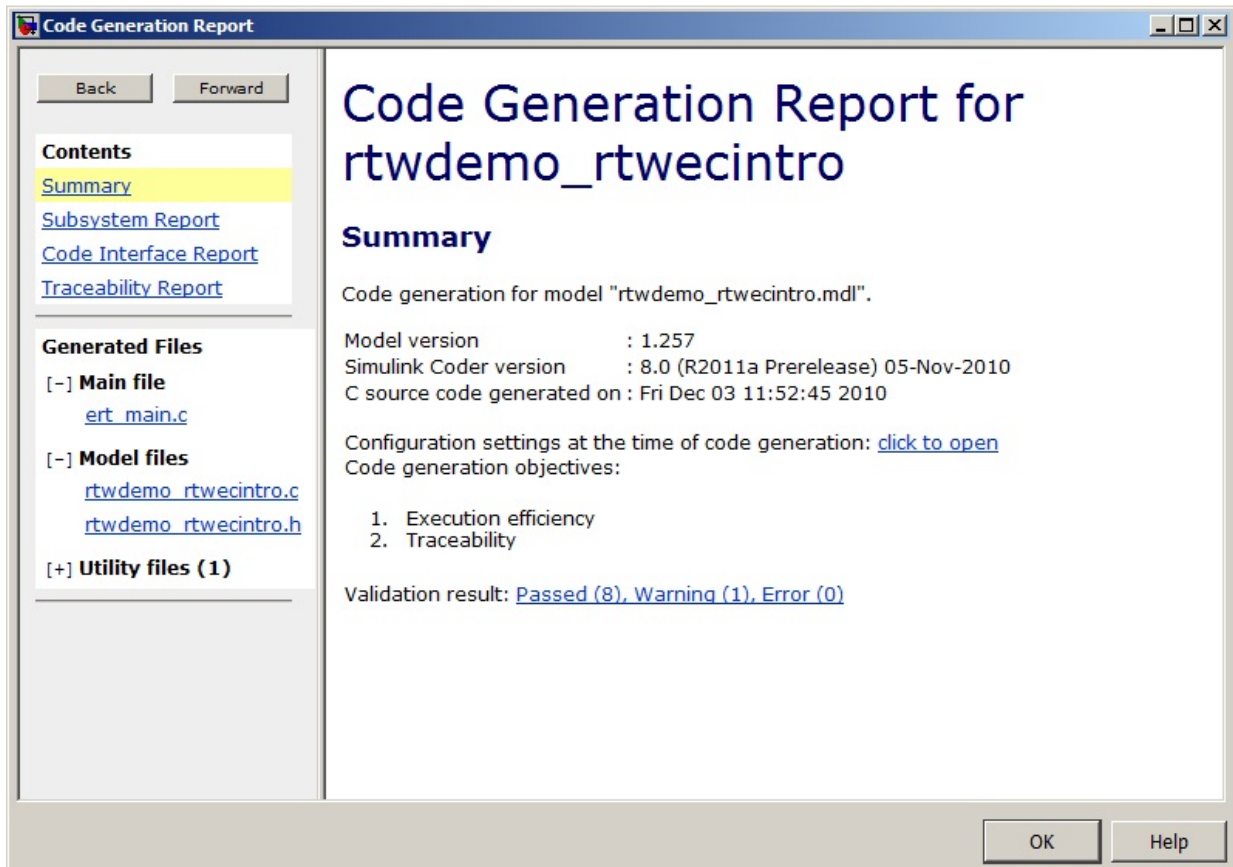 Code Generation Report
Back Forward
Contents
Summary
Subsystem Report
Code Interface Report
Traceability Report
Generated Files
[-] Main file
ert_main.c
[-] Model files
rtwdemo_rtwecintro.c
rtwdemo_rtwecintro.h
[+] Utility files (1)
Code Generation Report for
rtwdemo_rtwecintro
Summary
Code generation for model "rtwdemo_rtwecintro.mdl".
Model version : 1.257
Simulink Coder version : 8.0 (R2011a Prerelease) 05-Nov-2010
C source code generated on : Fri Dec 03 11:52:45 2010
Configuration settings at the time of code generation: click to open
Code generation objectives:
1. Execution efficiency
2. Traceability
Validation result: Passed (8), Warning (1), Error (0)
OK Help